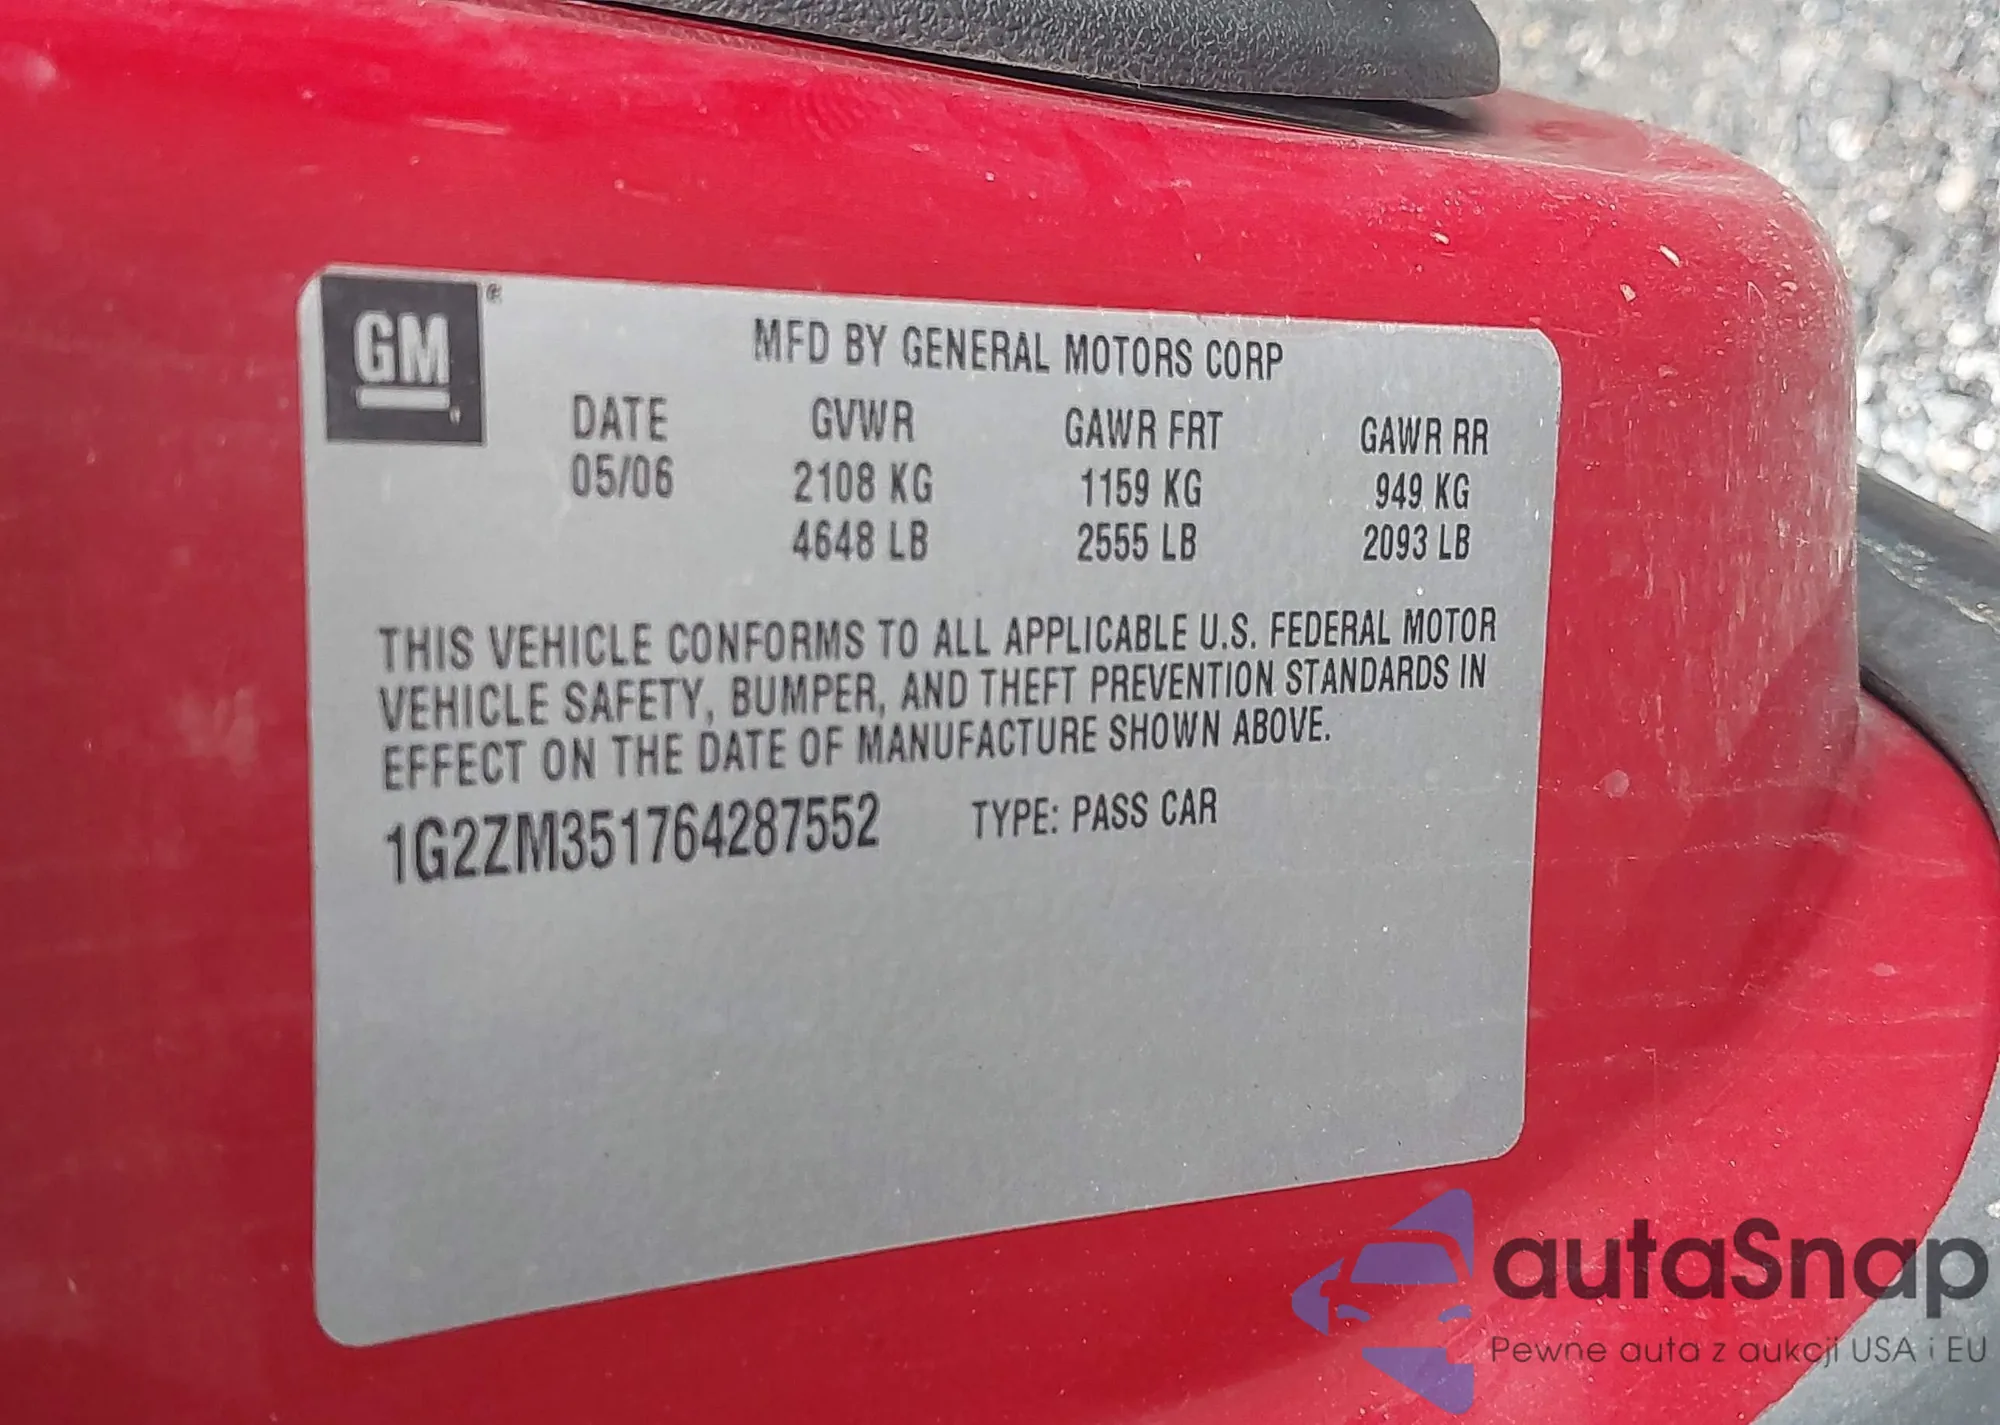 GM
MFD BY GENERAL MOTORS CORP
DATE GVWR GAWR FRT GAWR RR
05/06 2108 KG 1159 KG 949 KG
4648 LB 2555 LB 2093 LB
THIS VEHICLE CONFORMS TO ALL APPLICABLE U.S. FEDERAL MOTOR
VEHICLE SAFETY, BUMPER, AND THEFT PREVENTION STANDARDS IN
EFFECT ON THE DATE OF MANUFACTURE SHOWN ABOVE.
1G2ZM351764287552 TYPE: PASS CAR
autaSnap
Pewne auta z aukcji USA i EU